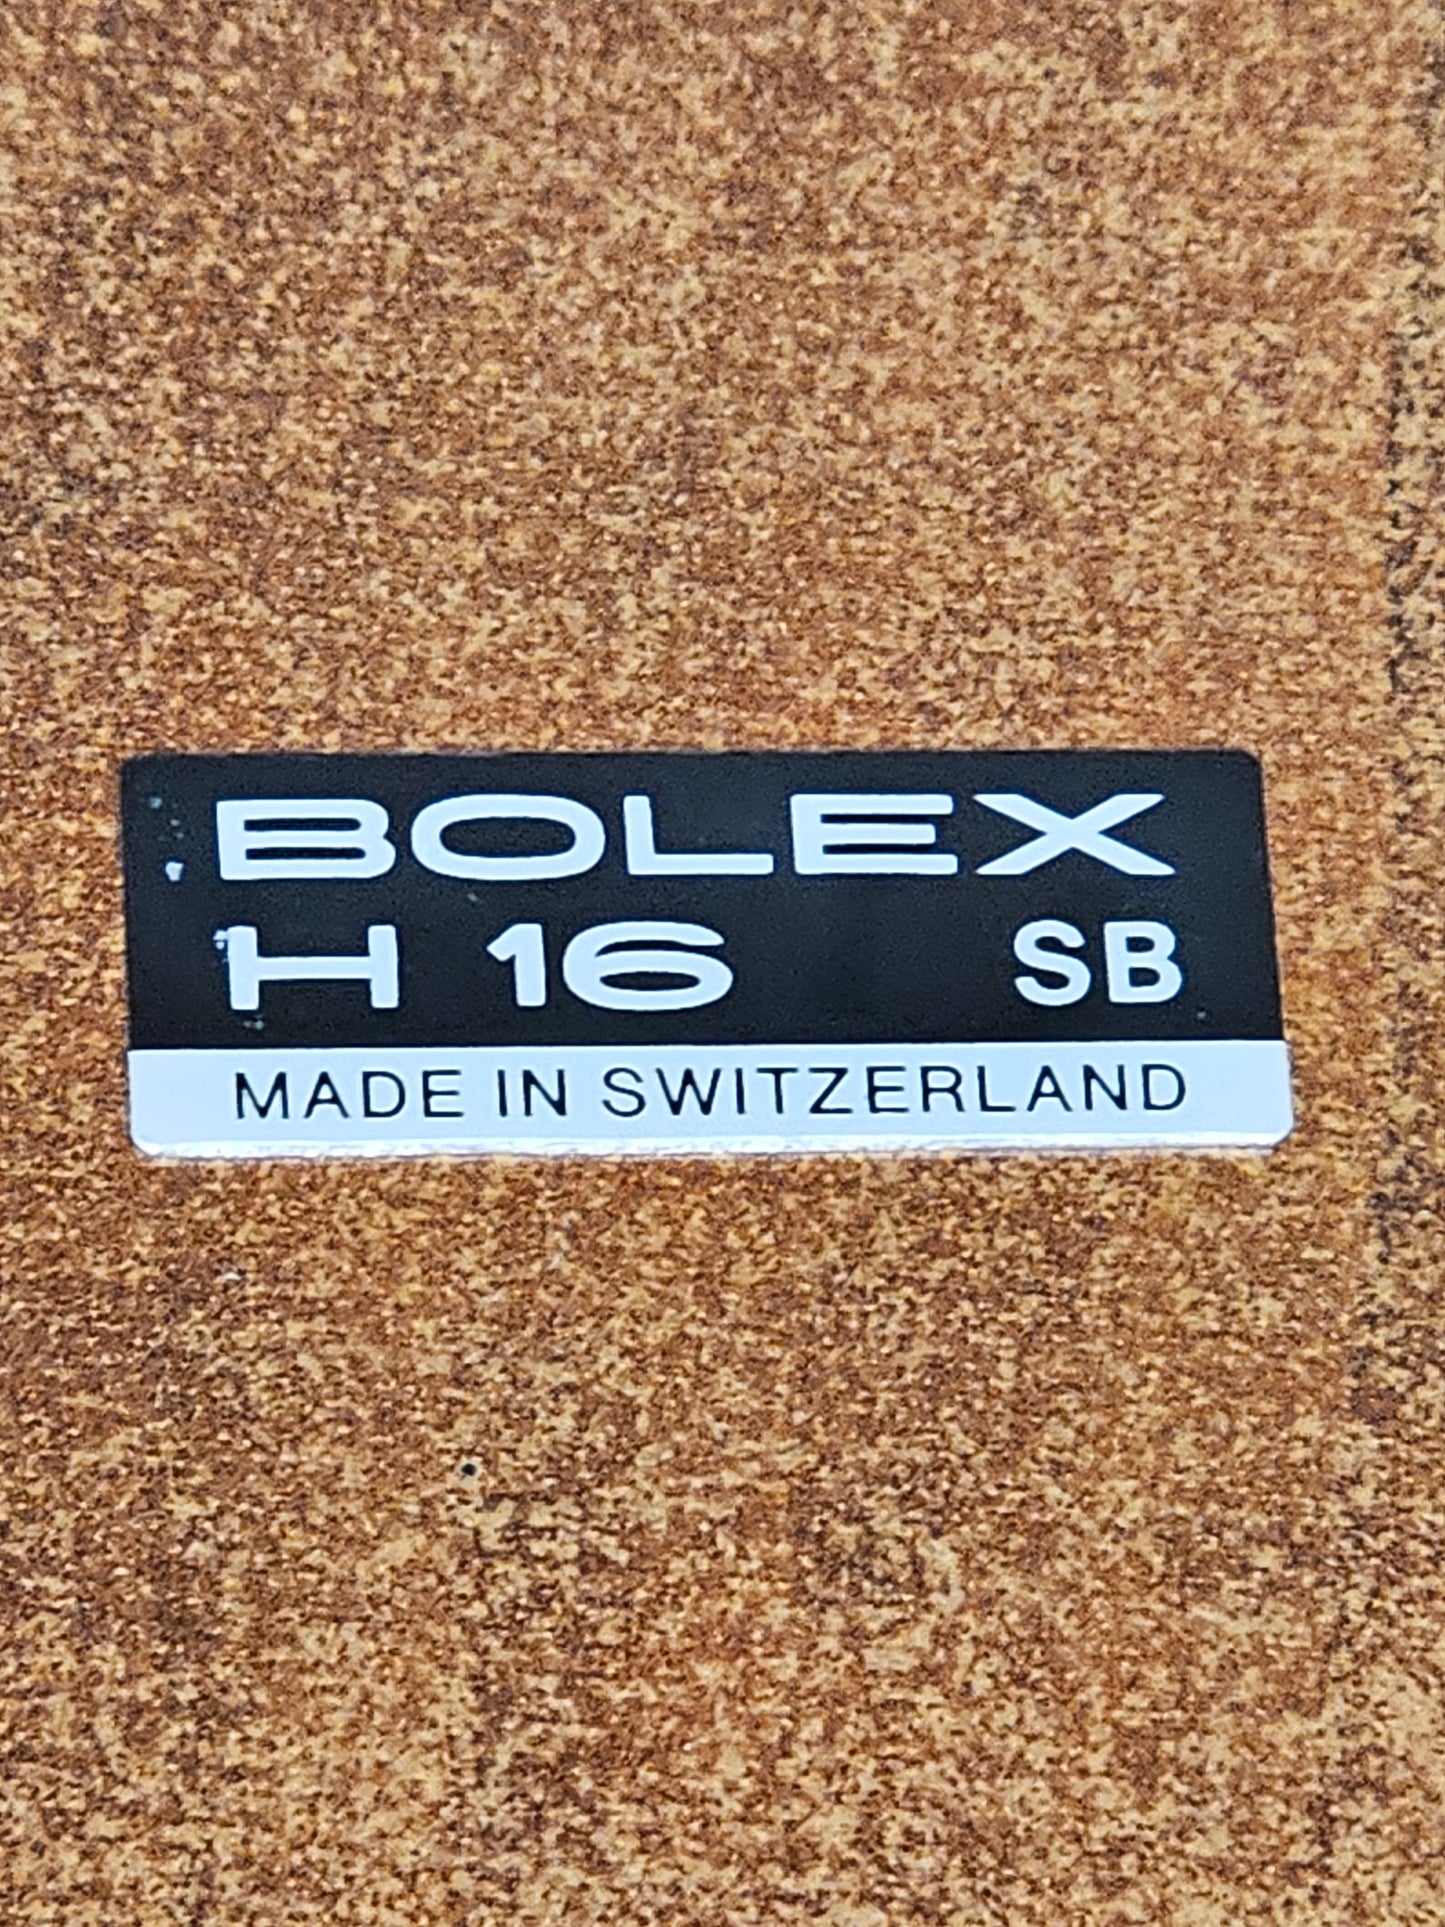 BOLEX
H 16 SB
MADE IN SWITZERLAND